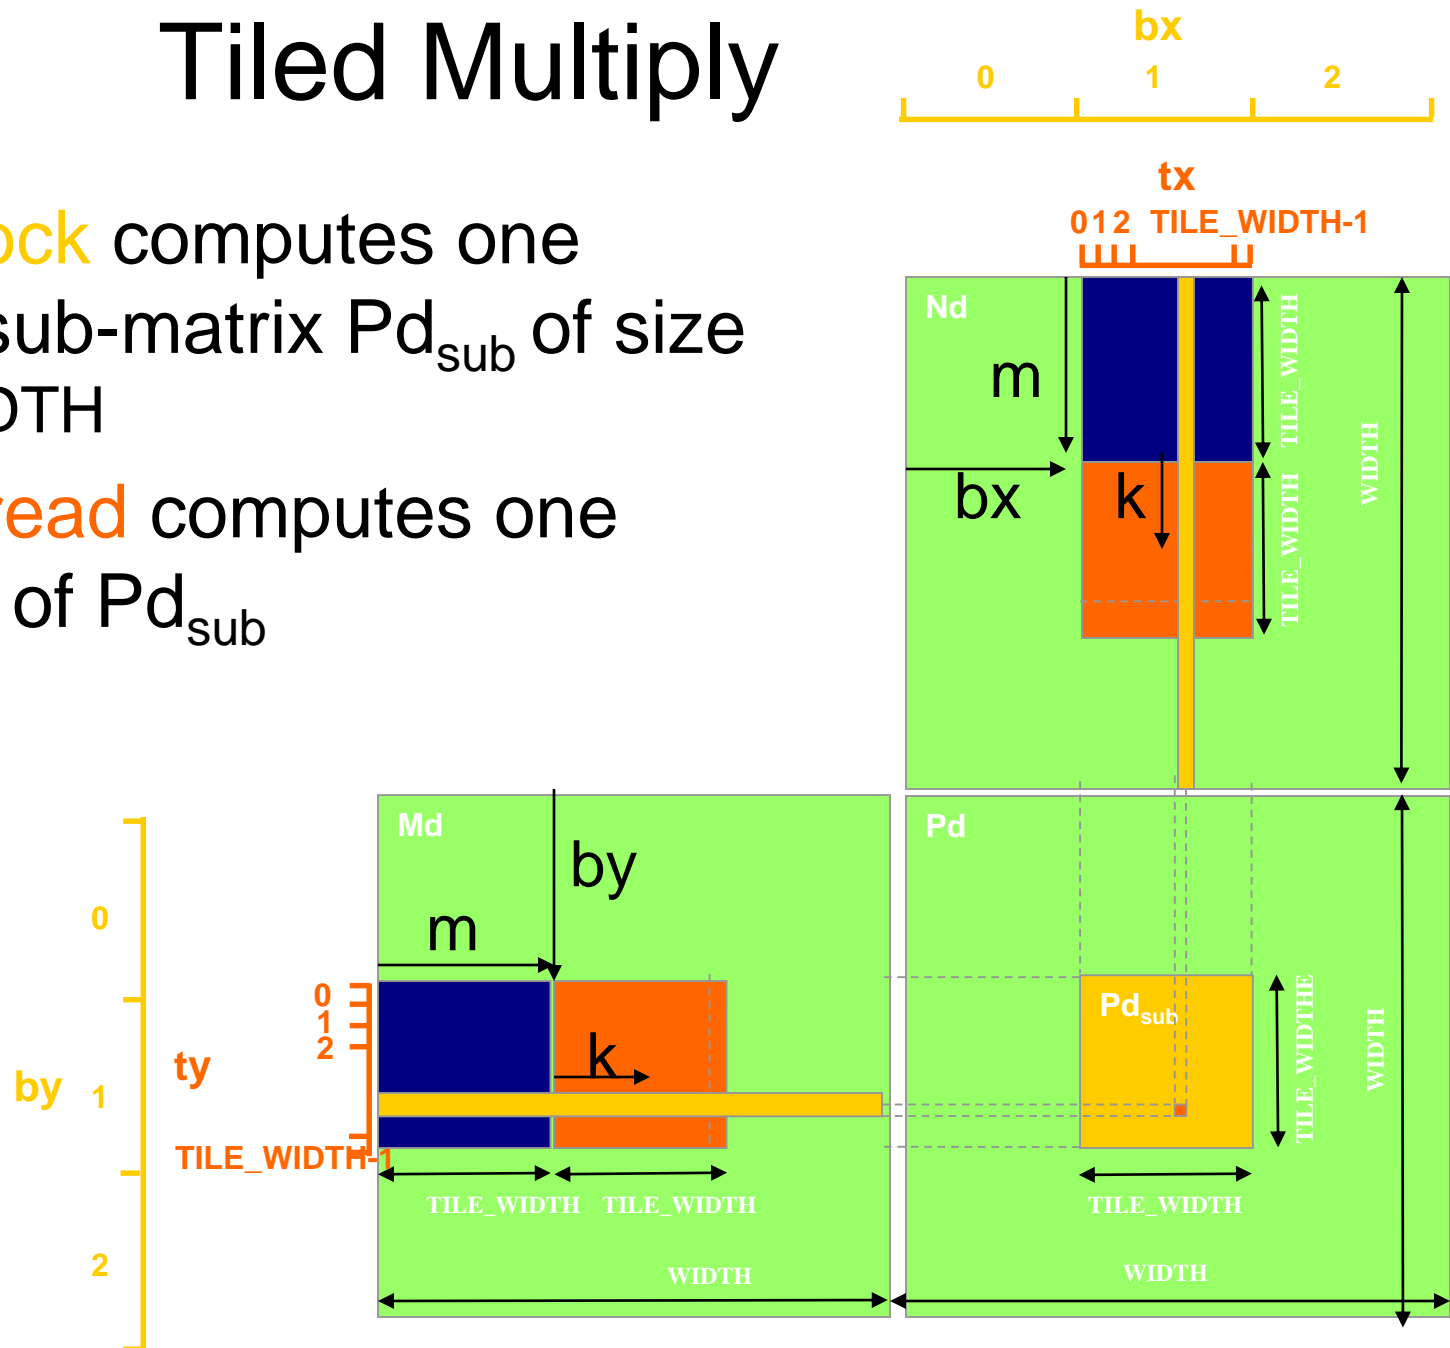 Tiled Multiply
bx
0 1 2
tx
0 1 2 TILE_WIDTH-1
ock computes one
sub-matrix Pdsub of size
DTH
read computes one
of Pdsub
Nd
m
bx
k
TILE_WIDTH
TILE_WIDTH
WIDTH
Md
by
m
k
TILE_WIDTH TILE_WIDTH
WIDTH
Pd
Pdsub
TILE_WIDTHE
WIDTH
TILE_WIDTH
WIDTH
by
0
1
2
ty
0
1
2
TILE_WIDTH-1